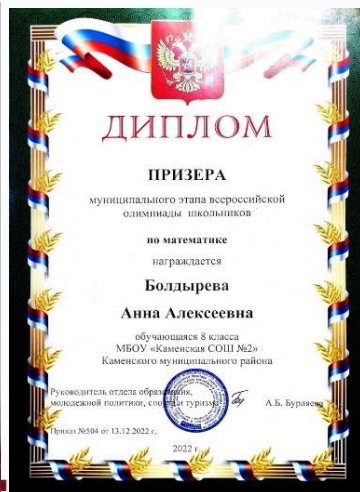 ДИПЛОМ
ПРИЗЕРА
муниципального этапа всероссийской
олимпиады школьников
по математике
награждается
Болдырева
Анна Алексеевна
обучающаяся 8 класса
МБОУ «Каменская СОШ №2»
Каменского муниципального района
Руководитель отдела образования,
молодежной политики, спорта и туризма А.Б.
Приказ №504 от 13.12.2022 г.
2022 г.